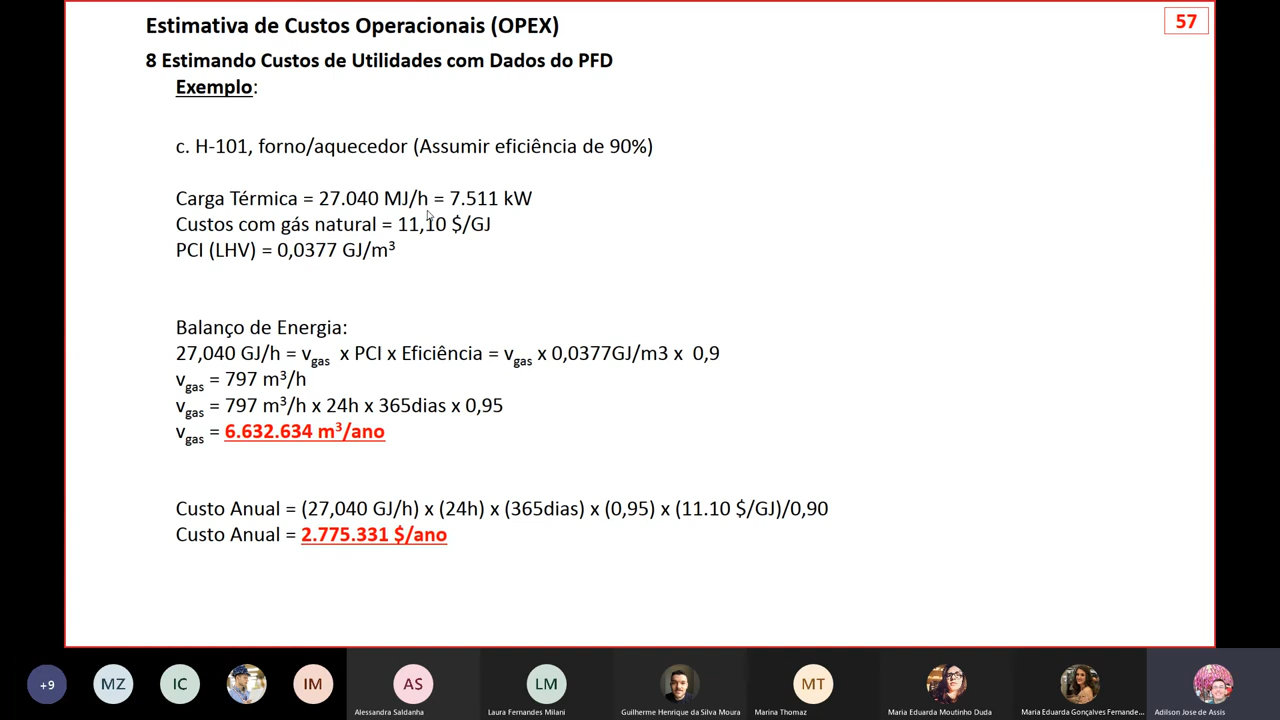 Estimativa de Custos Operacionais (OPEX)
57
8 Estimando Custos de Utilidades com Dados do PFD
Exemplo:
c. H-101, forno/aquecedor (Assumir eficiência de 90%)
Carga Térmica = 27.040 MJ/h = 7.511 kW
Custos com gás natural = 11,10 $/GJ
PCI (LHV) = 0,0377 GJ/m³
Balanço de Energia:
27,040 GJ/h = vgas x PCI x Eficiência = vgas x 0,0377GJ/m3 x 0,9
vgas = 797 m³/h
vgas = 797 m³/h x 24h x 365dias x 0,95
vgas = 6.632.634 m³/ano
Custo Anual = (27,040 GJ/h) x (24h) x (365dias) x (0,95) x (11.10 $/GJ)/0,90
Custo Anual = 2.775.331 $/ano
+9 MZ IC IM AS LM MT
Alessandra Saldanha Laura Fernandes Milani Guilherme Henrique da Silva Moura Marina Thomaz Maria Eduarda Moutinho Duda Maria Eduarda Gonçalves Fernande... Adilson Jose de Assis